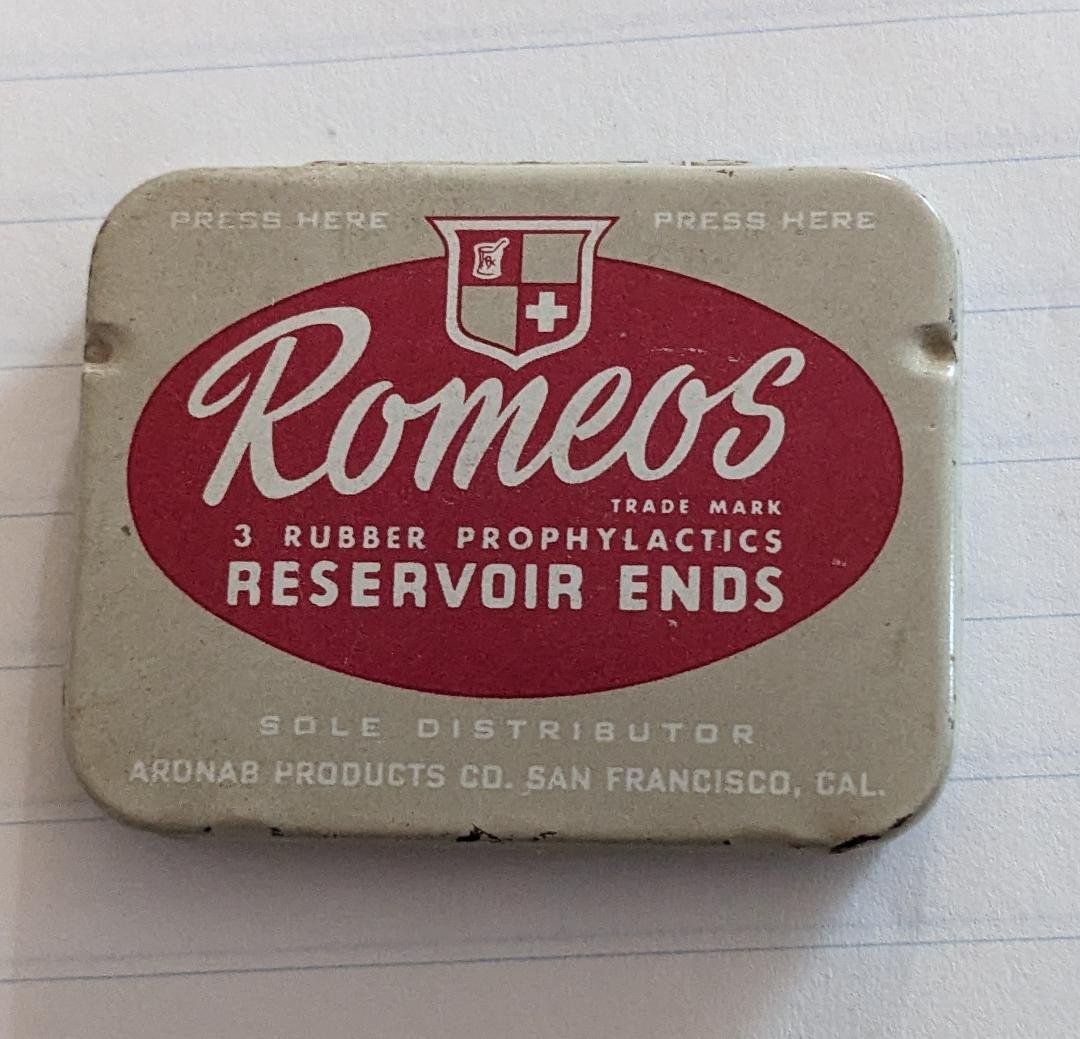 PRESS HERE PRESS HERE
Rx
Romeos
TRADE MARK
3 RUBBER PROPHYLACTICS
RESERVOIR ENDS
SOLE DISTRIBUTOR
ARONAB PRODUCTS CO. SAN FRANCISCO, CAL.